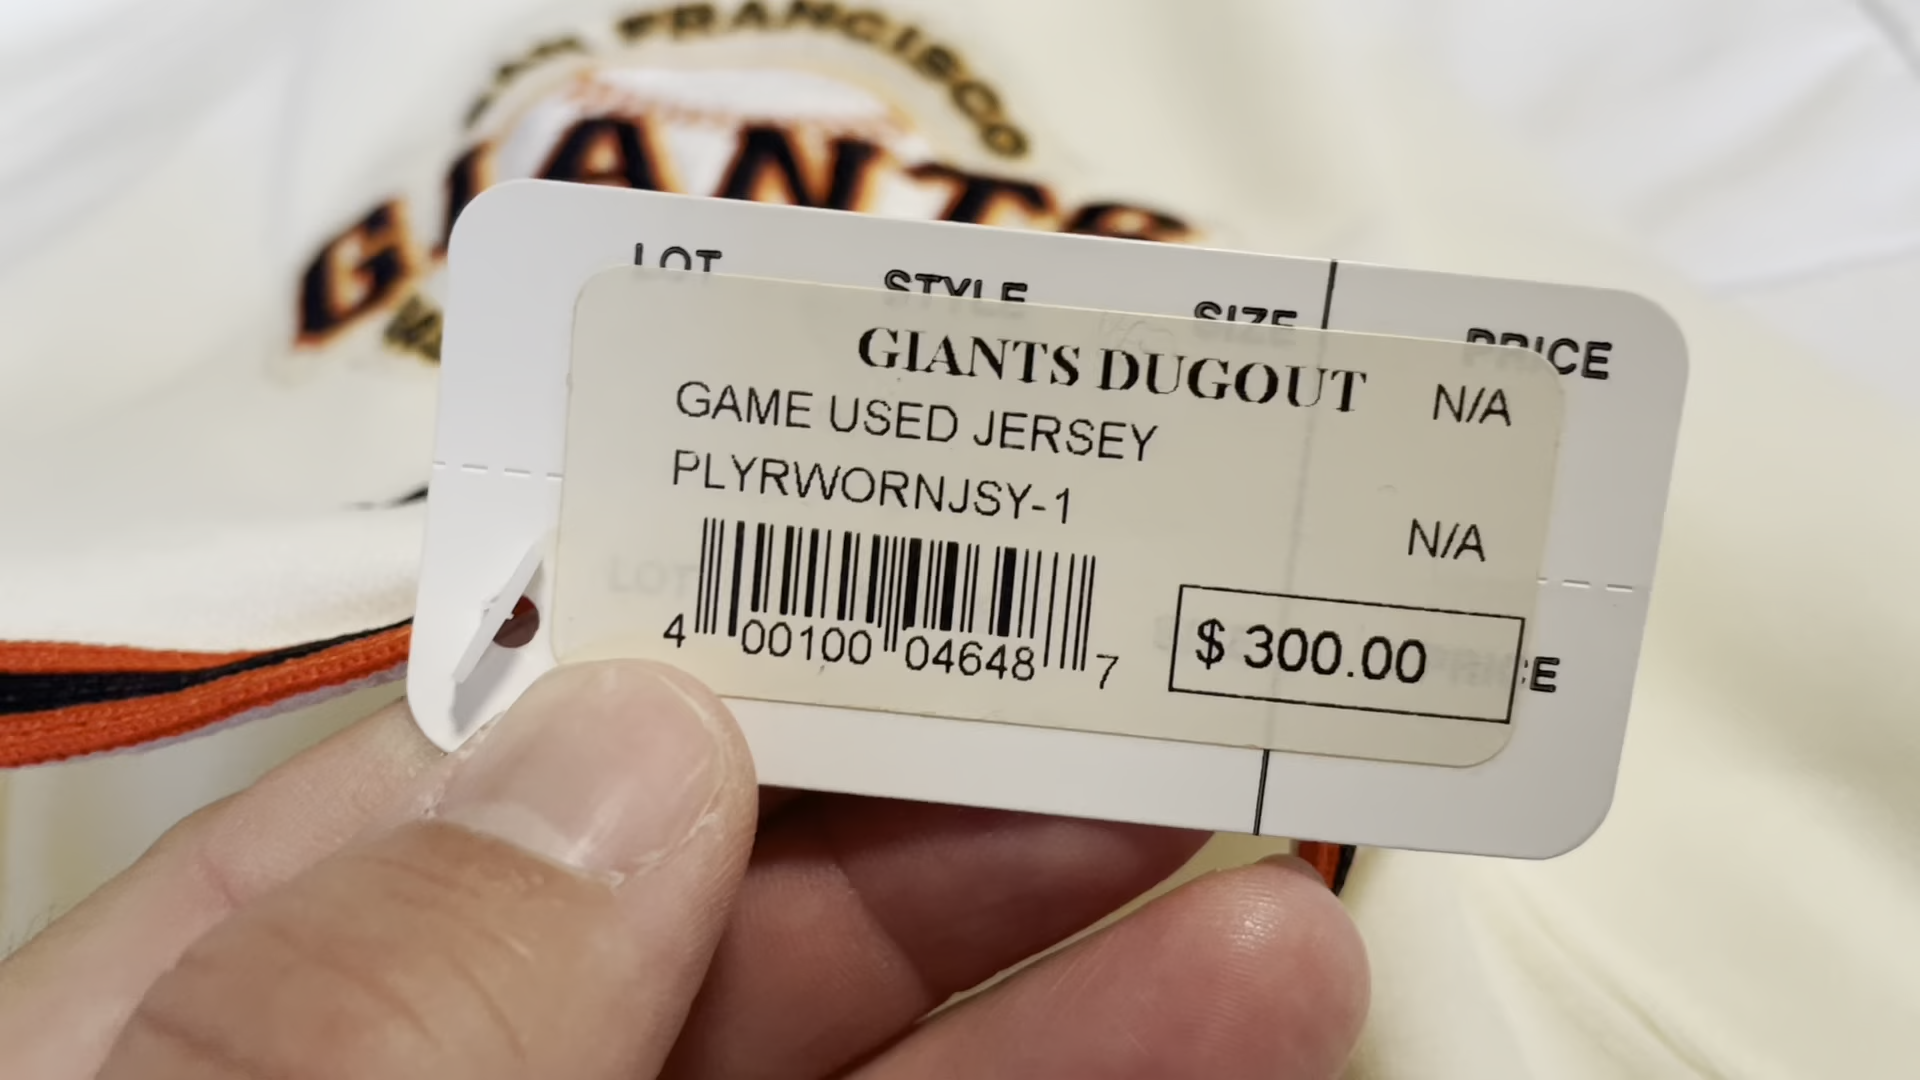 SAN FRANCISCO
GIANTS
LOT STYLE SIZE PRICE
GIANTS DUGOUT
GAME USED JERSEY N/A
PLYRWORNJSY-1
N/A
4 00100 04648 7
$ 300.00
LOT